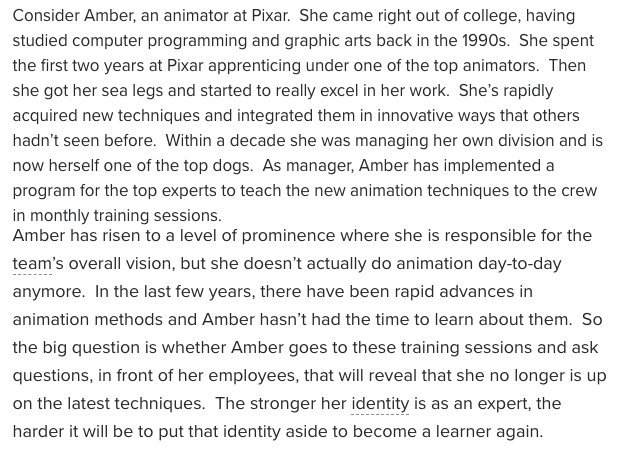 Consider Amber, an animator at Pixar.  She came right out of college, having
studied computer programming and graphic arts back in the 1990s.  She spent
the first two years at Pixar apprenticing under one of the top animators.  Then
she got her sea legs and started to really excel in her work.  She’s rapidly
acquired new techniques and integrated them in innovative ways that others
hadn’t seen before.  Within a decade she was managing her own division and is
now herself one of the top dogs.  As manager, Amber has implemented a
program for the top experts to teach the new animation techniques to the crew
in monthly training sessions.
Amber has risen to a level of prominence where she is responsible for the
team’s overall vision, but she doesn’t actually do animation day-to-day
anymore.  In the last few years, there have been rapid advances in
animation methods and Amber hasn’t had the time to learn about them.  So
the big question is whether Amber goes to these training sessions and ask
questions, in front of her employees, that will reveal that she no longer is up
on the latest techniques.  The stronger her identity is as an expert, the
harder it will be to put that identity aside to become a learner again.